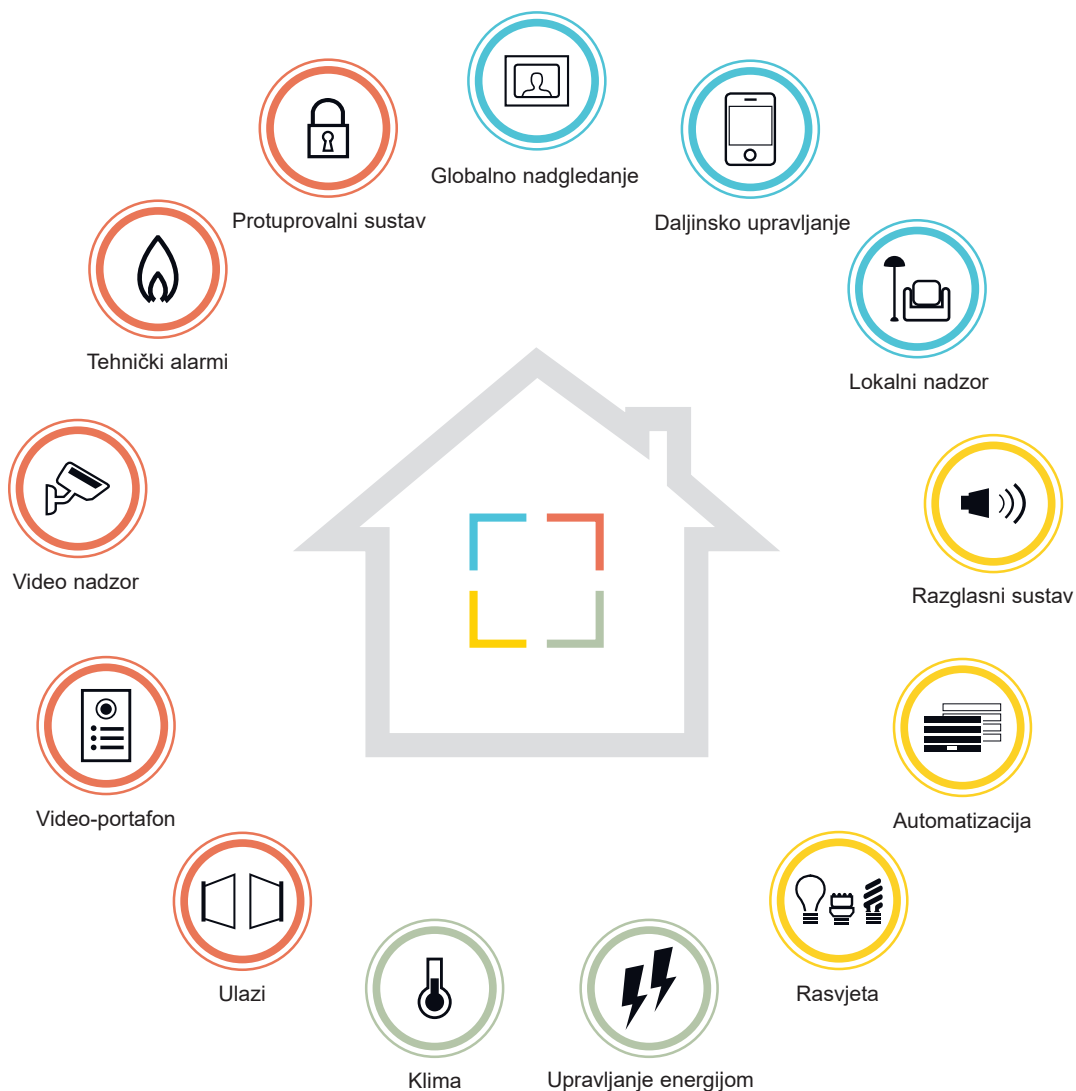 Globalno nadgledanje
Protuprovalni sustav
Daljinsko upravljanje
Tehnički alarmi
Lokalni nadzor
Video nadzor
Razglasni sustav
Video-portafon
Automatizacija
Ulazi
Rasvjeta
Klima
Upravljanje energijom